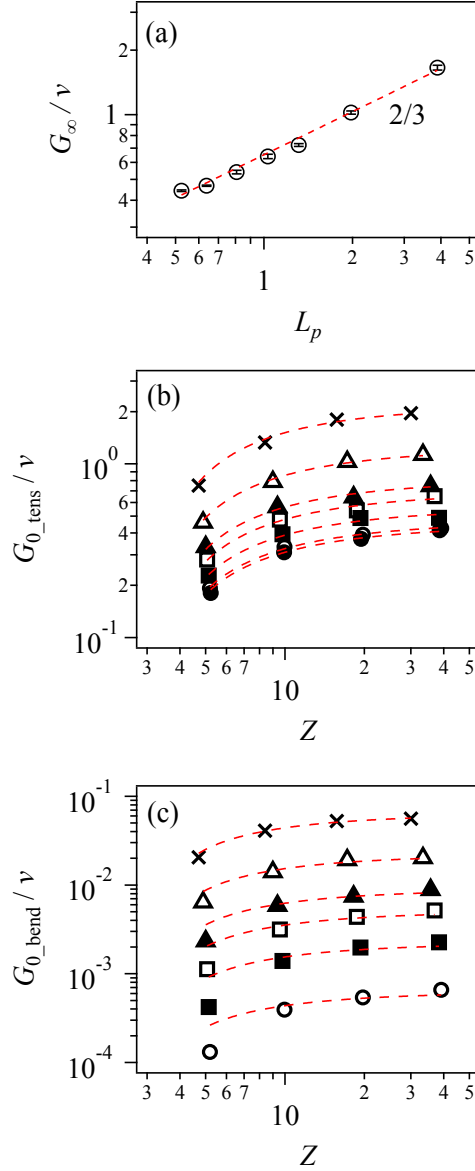 (a)
G∞ / ν
2
1
8
6
4
2/3
4 5 6 7 1 2 3 4 5
Lp
(b)
G0_tens / ν
2
10^0
6
4
2
10^-1
3 4 5 6 7 10 2 3 4 5
Z
(c)
G0_bend / ν
10^-1
10^-2
10^-3
10^-4
3 4 5 6 7 10 2 3 4 5
Z